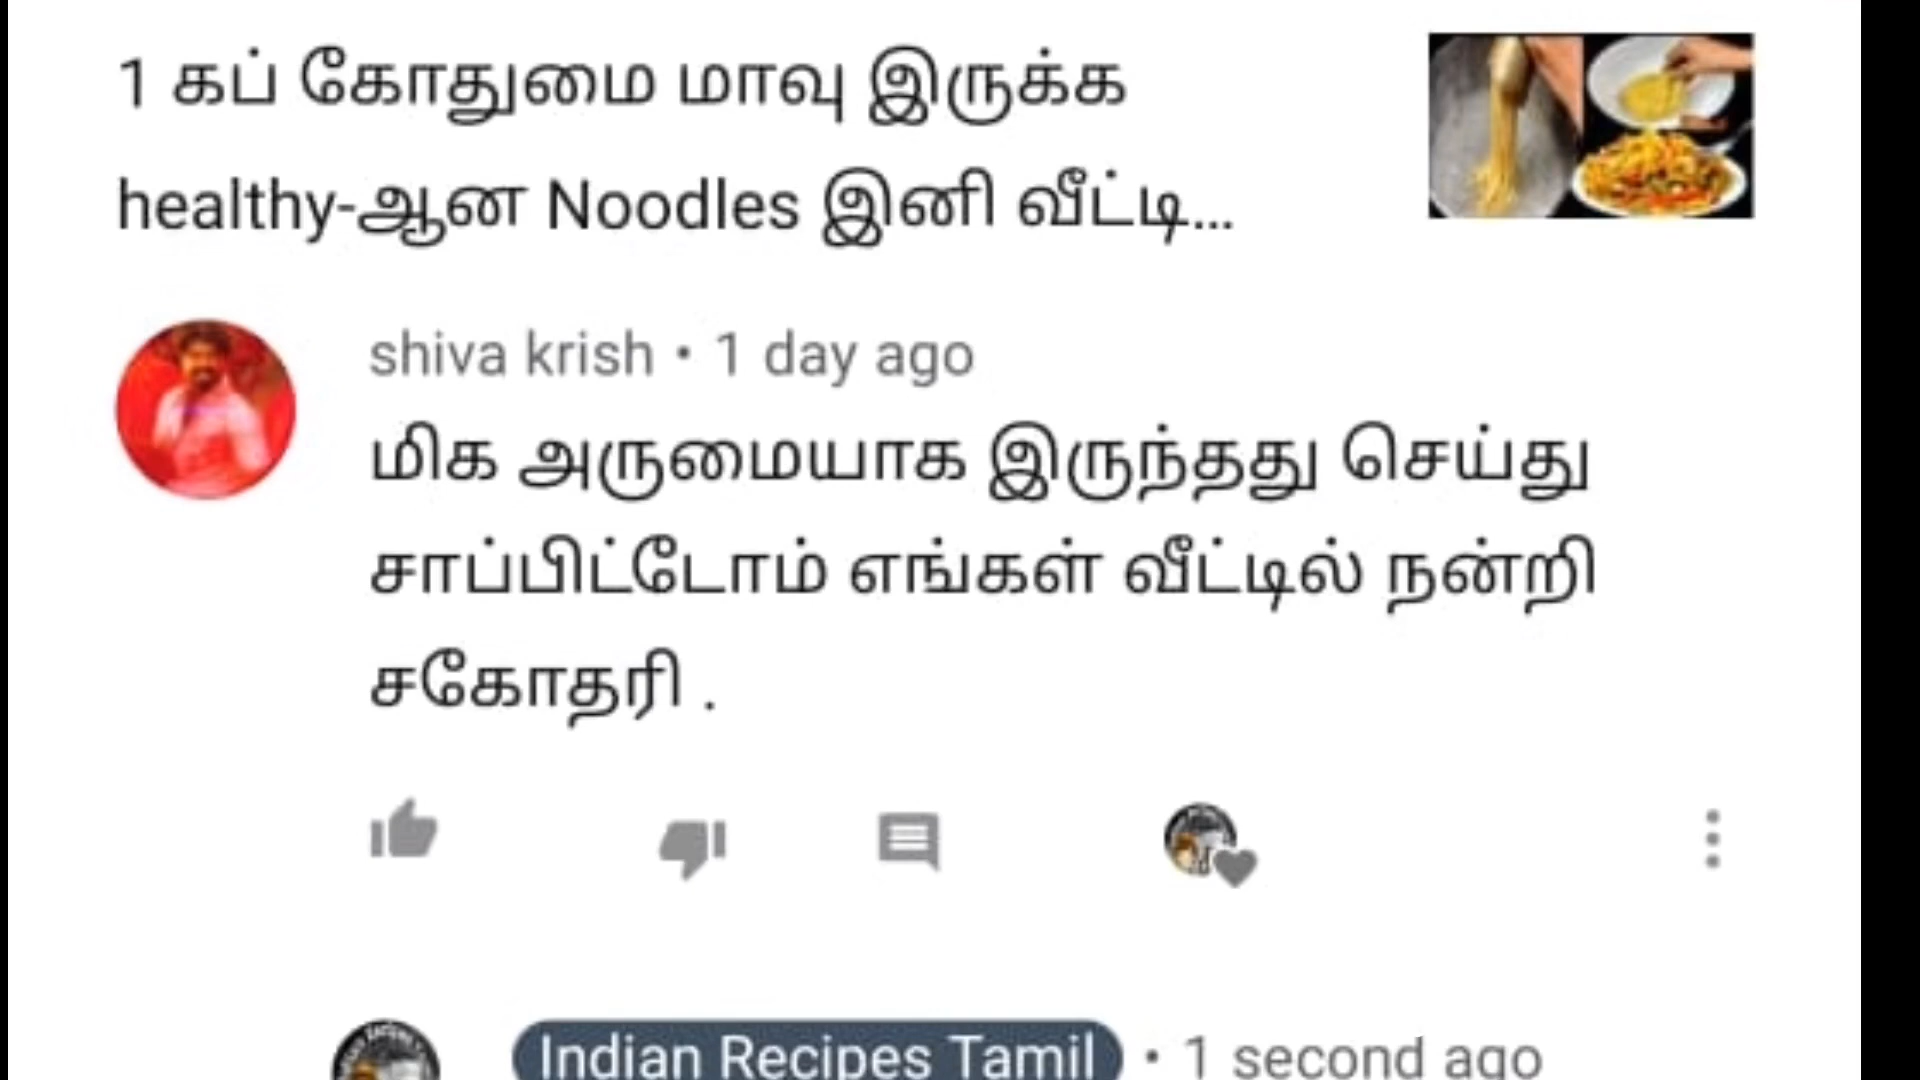 1 கப் கோதுமை மாவு இருக்க
healthy-ஆன Noodles இனி வீட்டி...
shiva krish • 1 day ago
மிக அருமையாக இருந்தது செய்து
சாப்பிட்டோம் எங்கள் வீட்டில் நன்றி
சகோதரி .
Indian Recipes Tamil • 1 second ago